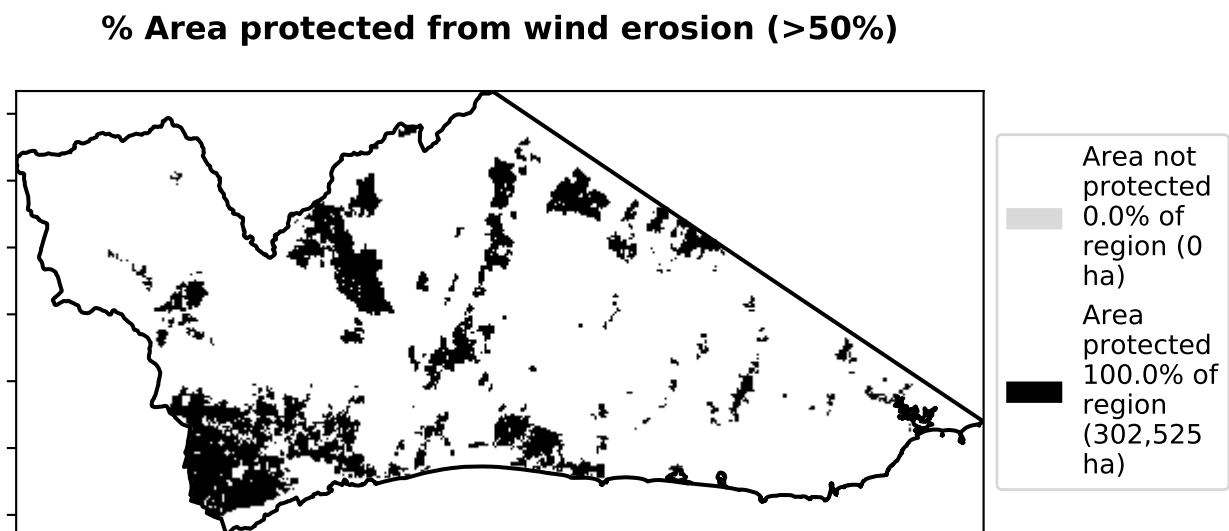 % Area protected from wind erosion (>50%)
Area not
protected
0.0% of
region (0
ha)
Area
protected
100.0% of
region
(302,525
ha)